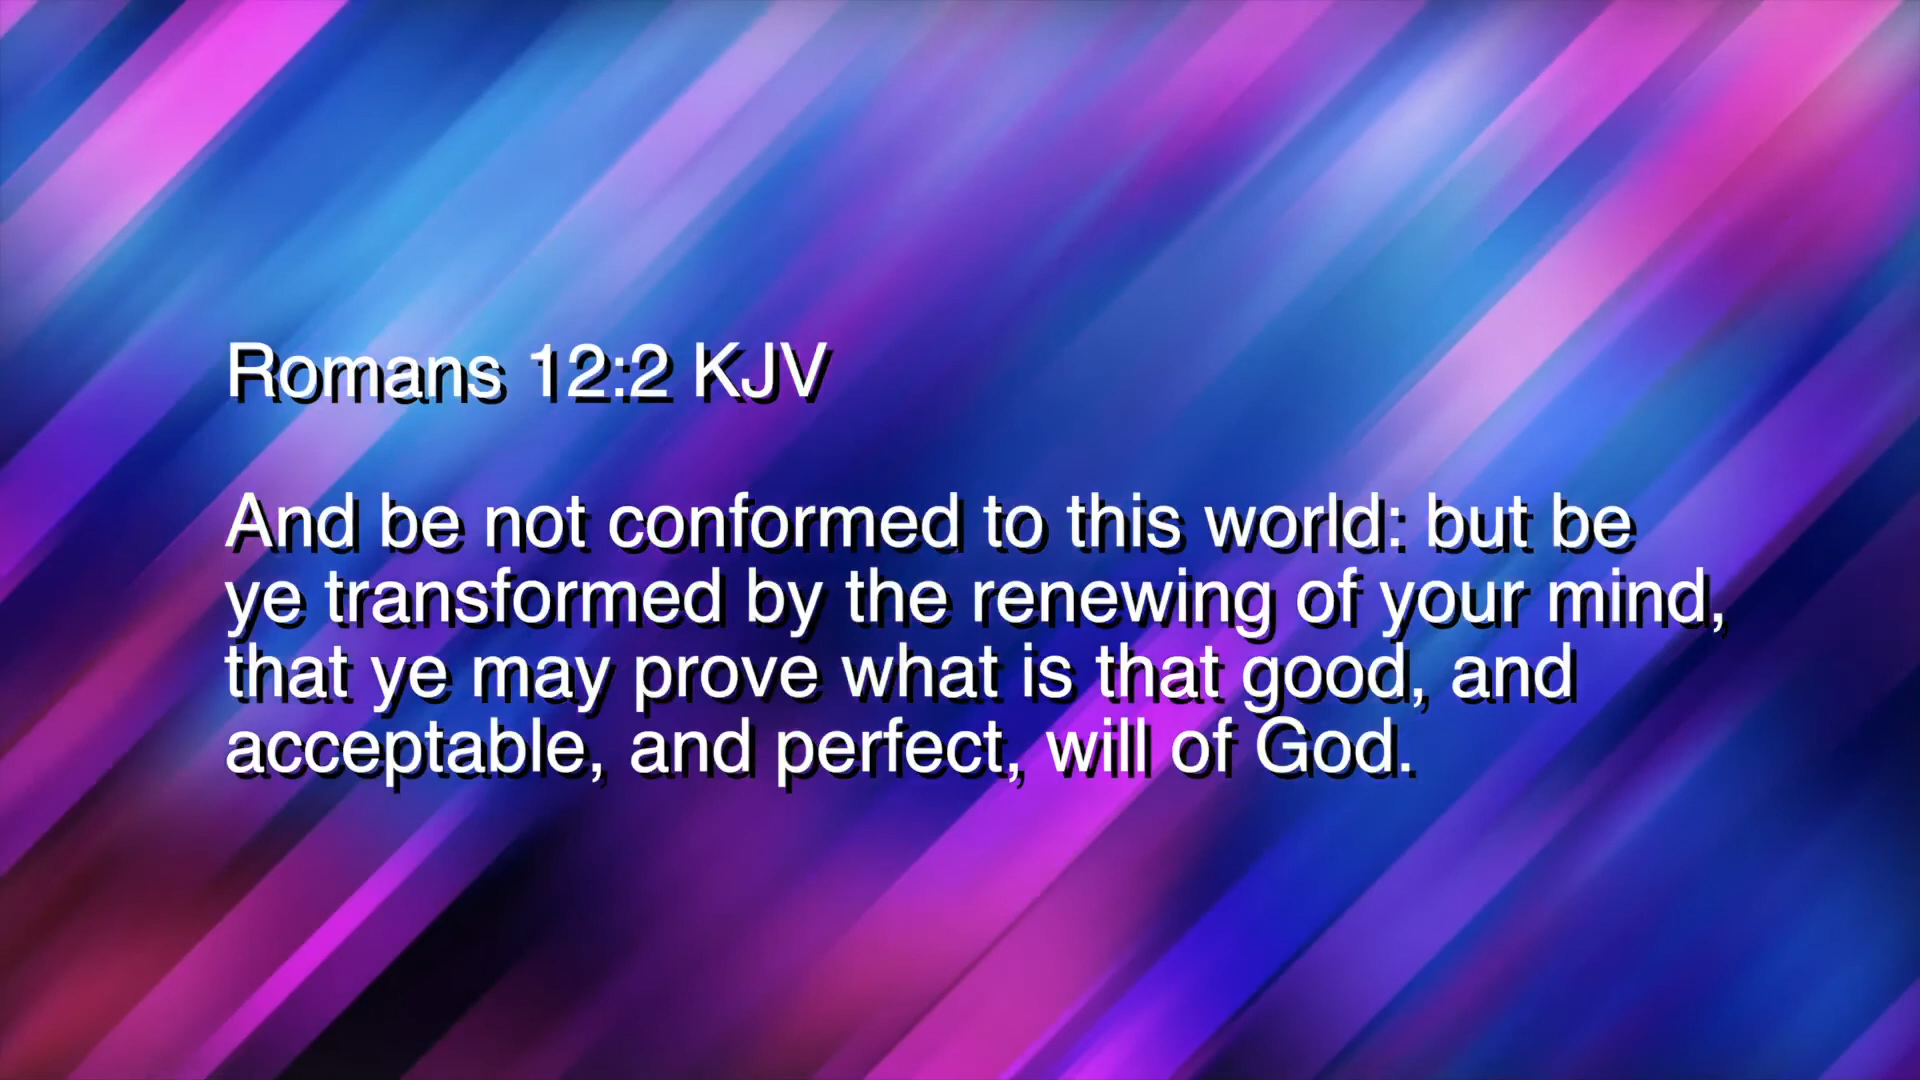 Romans 12:2 KJV
And be not conformed to this world: but be
ye transformed by the renewing of your mind,
that ye may prove what is that good, and
acceptable, and perfect, will of God.